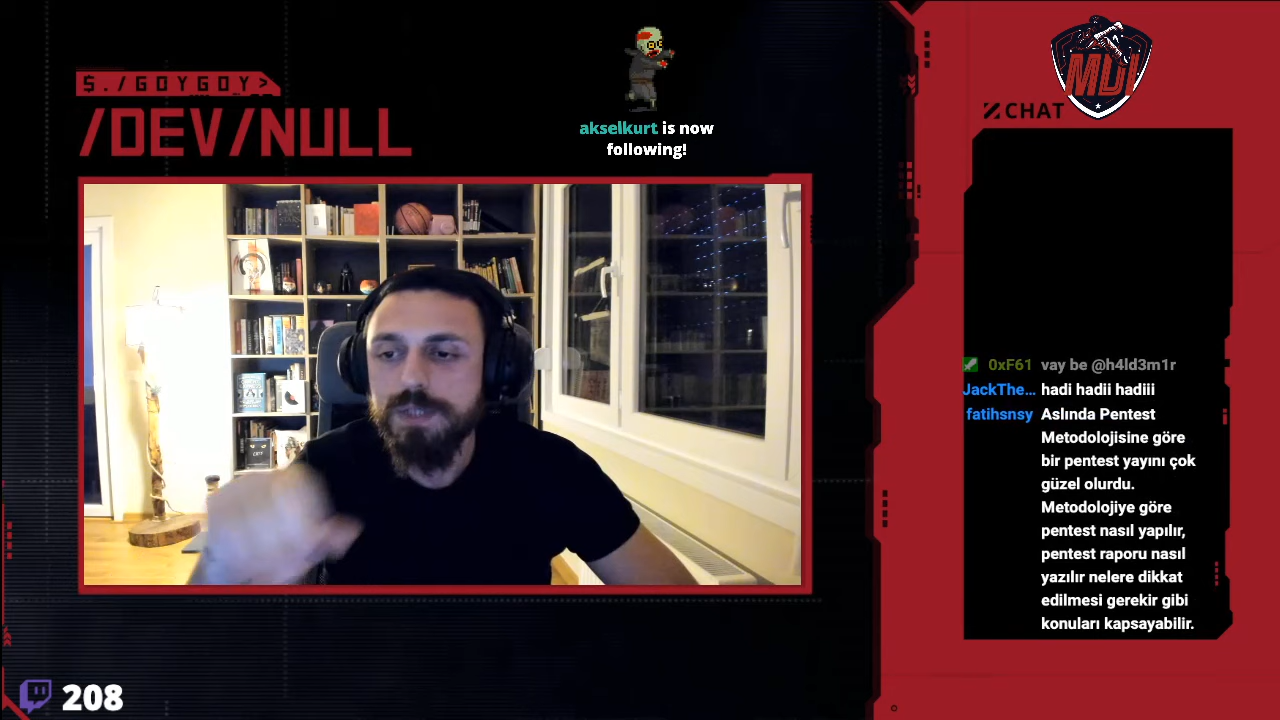 $./GOYGOY>
/DEV/NULL
akselkurt is now
following!
MDI
CHAT
0xF61 vay be @h4ld3m1r
JackThe... hadi hadii hadiii
fatihsnsy Aslında Pentest
Metodolojisine göre
bir pentest yayını çok
güzel olurdu.
Metodolojiye göre
pentest nasıl yapılır,
pentest raporu nasıl
yazılır nelere dikkat
edilmesi gerekir gibi
konuları kapsayabilir.
208